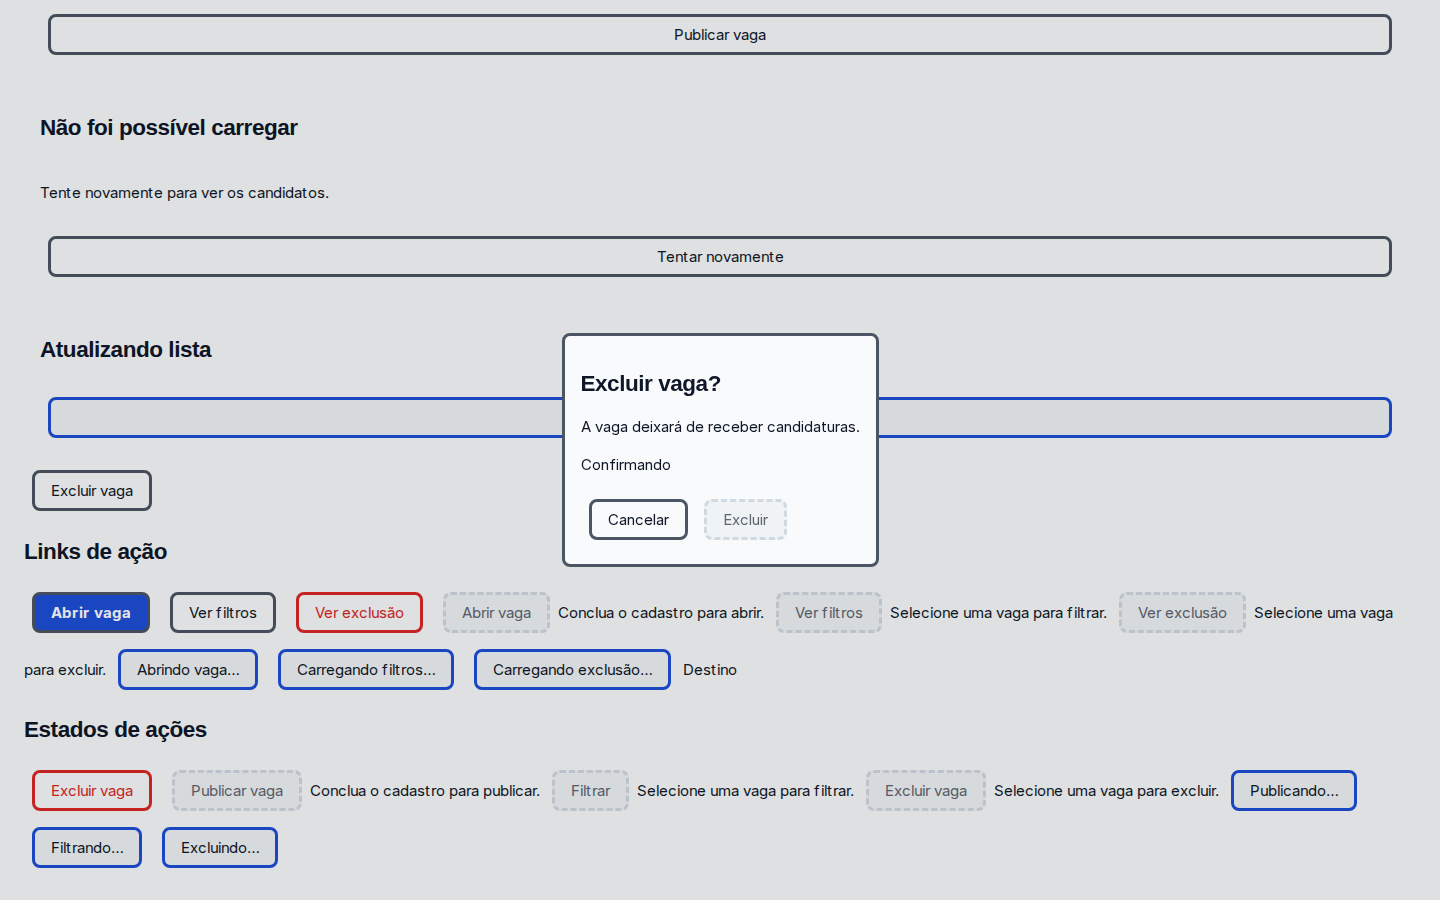 Publicar vaga
Não foi possível carregar
Tente novamente para ver os candidatos.
Tentar novamente
Atualizando lista
Excluir vaga?
A vaga deixará de receber candidaturas.
Confirmando
Cancelar Excluir
Excluir vaga
Links de ação
Abrir vaga Ver filtros Ver exclusão Abrir vaga Conclua o cadastro para abrir. Ver filtros Selecione uma vaga para filtrar. Ver exclusão Selecione uma vaga
para excluir. Abrindo vaga... Carregando filtros... Carregando exclusão... Destino
Estados de ações
Excluir vaga Publicar vaga Conclua o cadastro para publicar. Filtrar Selecione uma vaga para filtrar. Excluir vaga Selecione uma vaga para excluir. Publicando...
Filtrando... Excluindo...